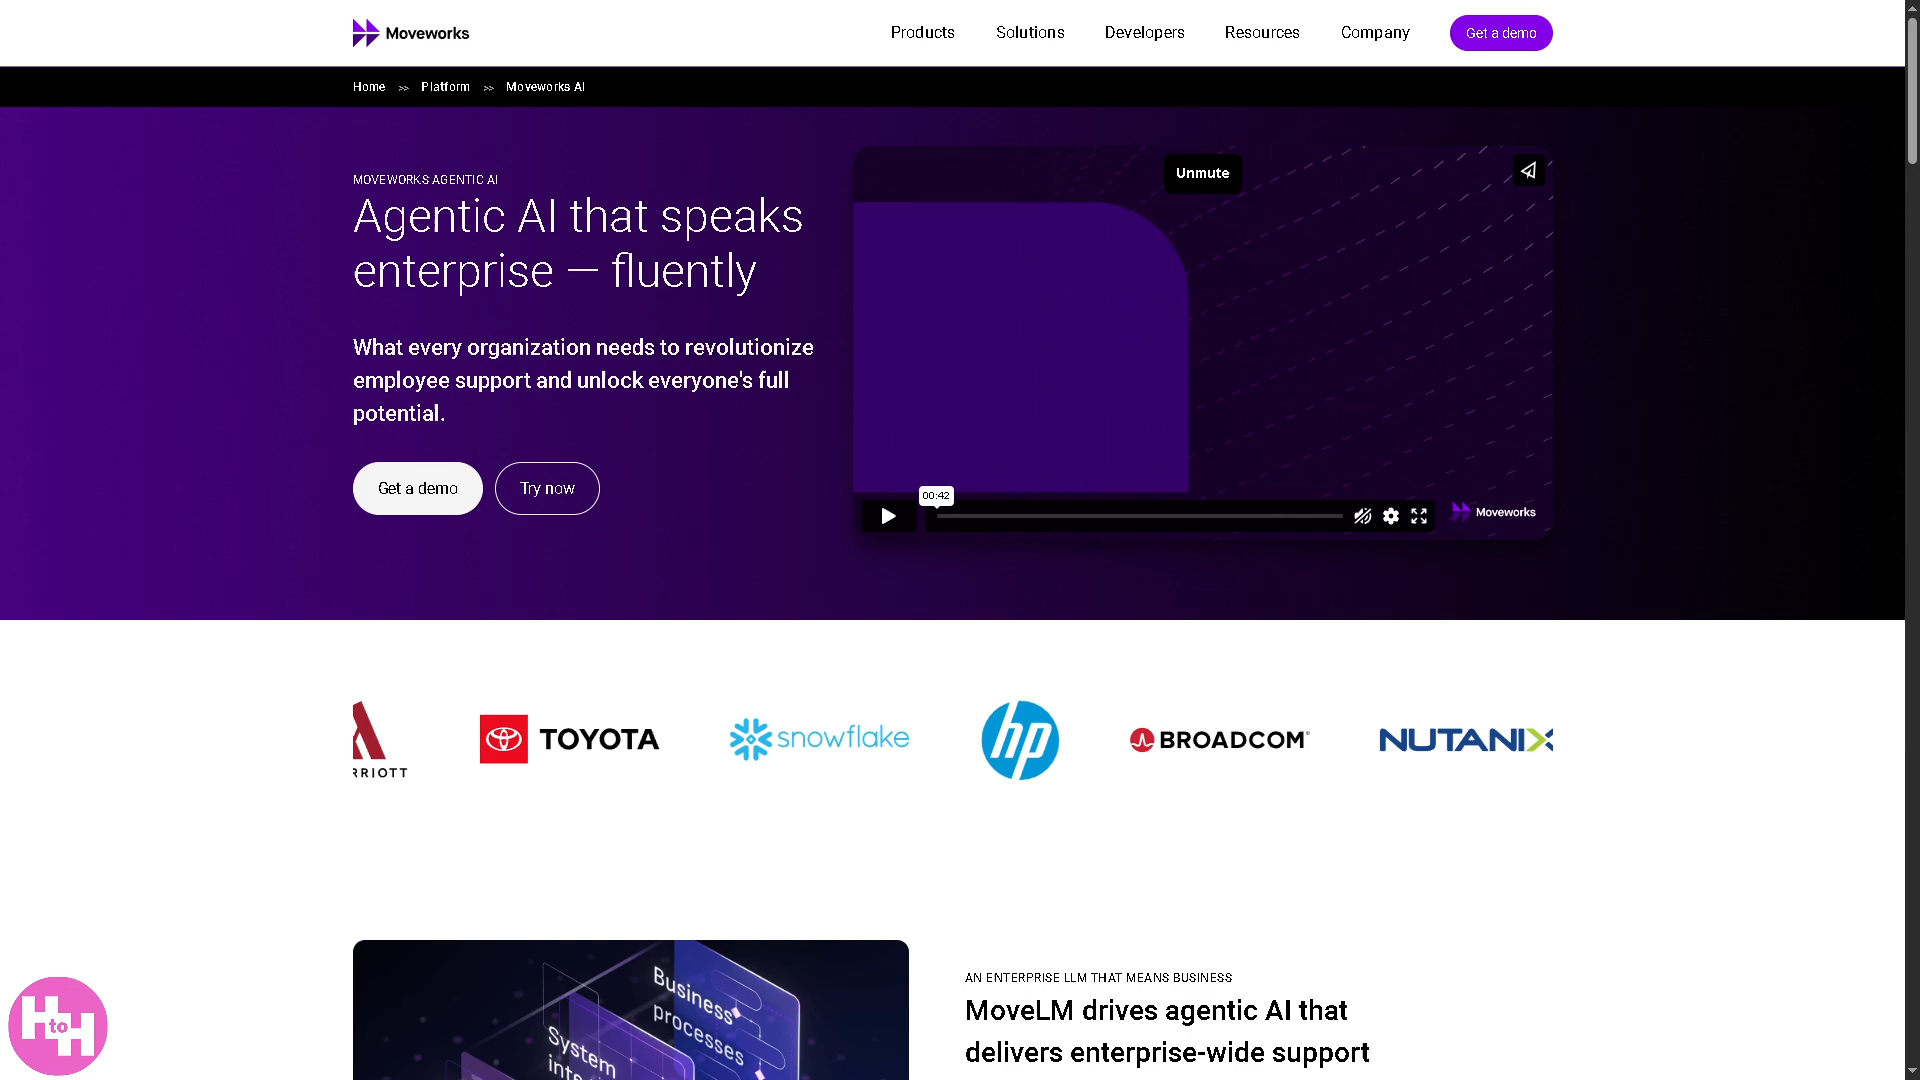 Moveworks
Products
Solutions
Developers
Resources
Company
Get a demo
Home >> Platform >> Moveworks AI
MOVEWORKS AGENTIC AI
Agentic AI that speaks
enterprise — fluently
What every organization needs to revolutionize
employee support and unlock everyone's full
potential.
Get a demo
Try now
Unmute
00:42
Moveworks
RRIOTT
TOYOTA
snowflake
hp
BROADCOM®
NUTANIX
Business
processes
System
AN ENTERPRISE LLM THAT MEANS BUSINESS
MoveLM drives agentic AI that
delivers enterprise-wide support
H to H